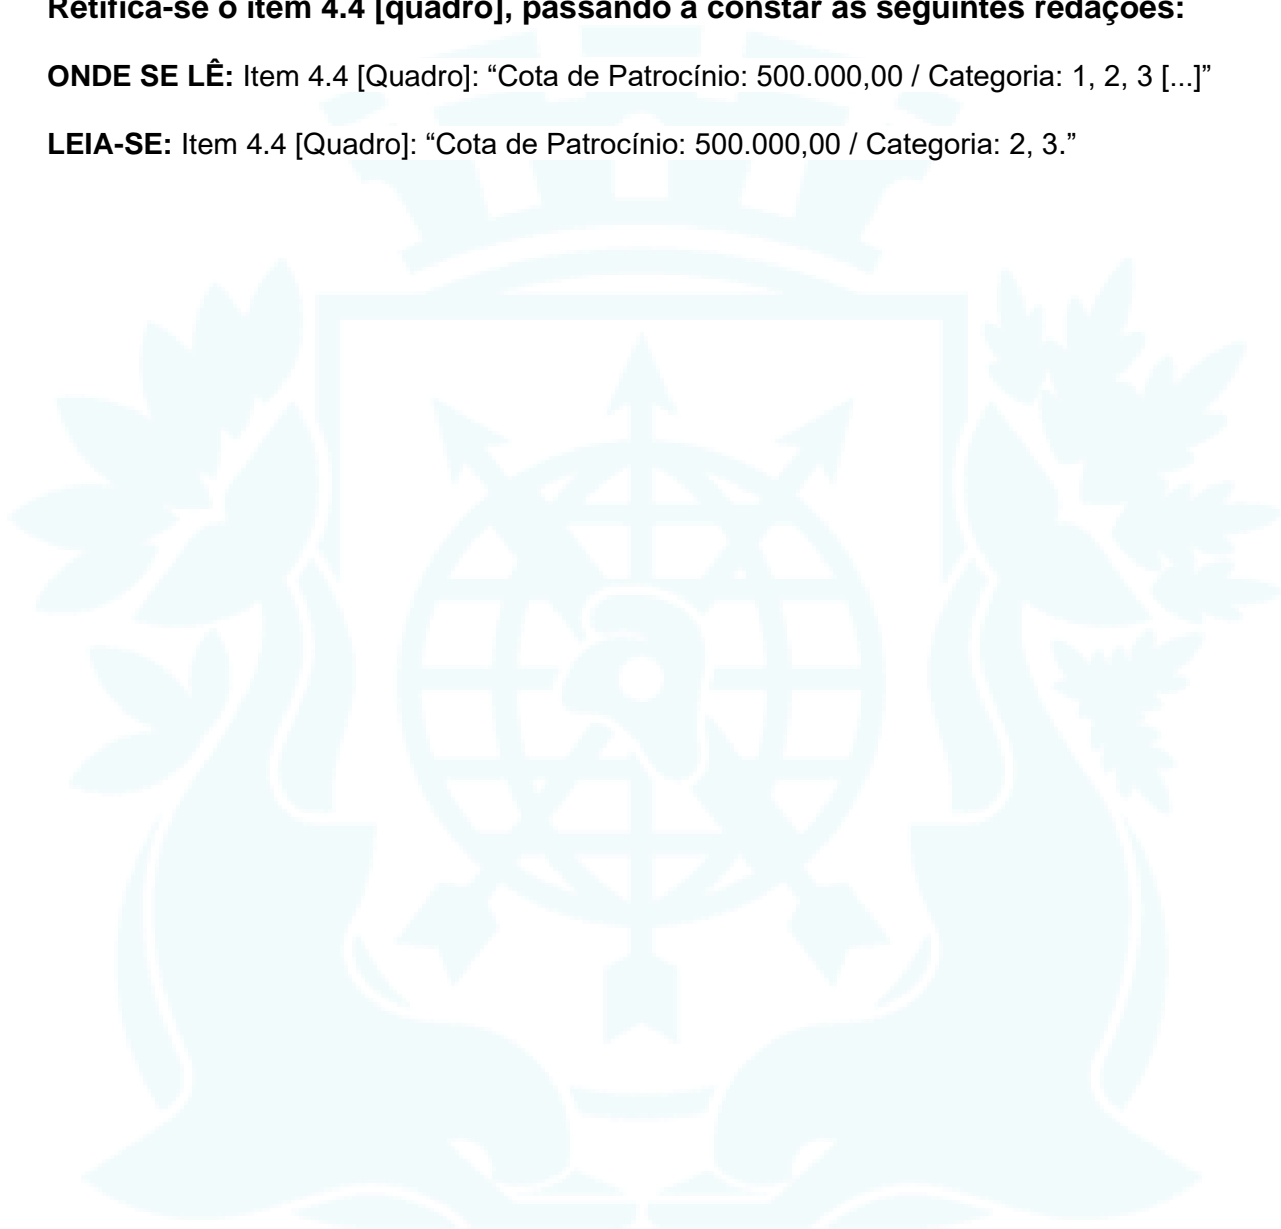 Retifica-se o item 4.4 [quadro], passando a constar as seguintes redações:
ONDE SE LÊ: Item 4.4 [Quadro]: “Cota de Patrocínio: 500.000,00 / Categoria: 1, 2, 3 [...]”
LEIA-SE: Item 4.4 [Quadro]: “Cota de Patrocínio: 500.000,00 / Categoria: 2, 3.”